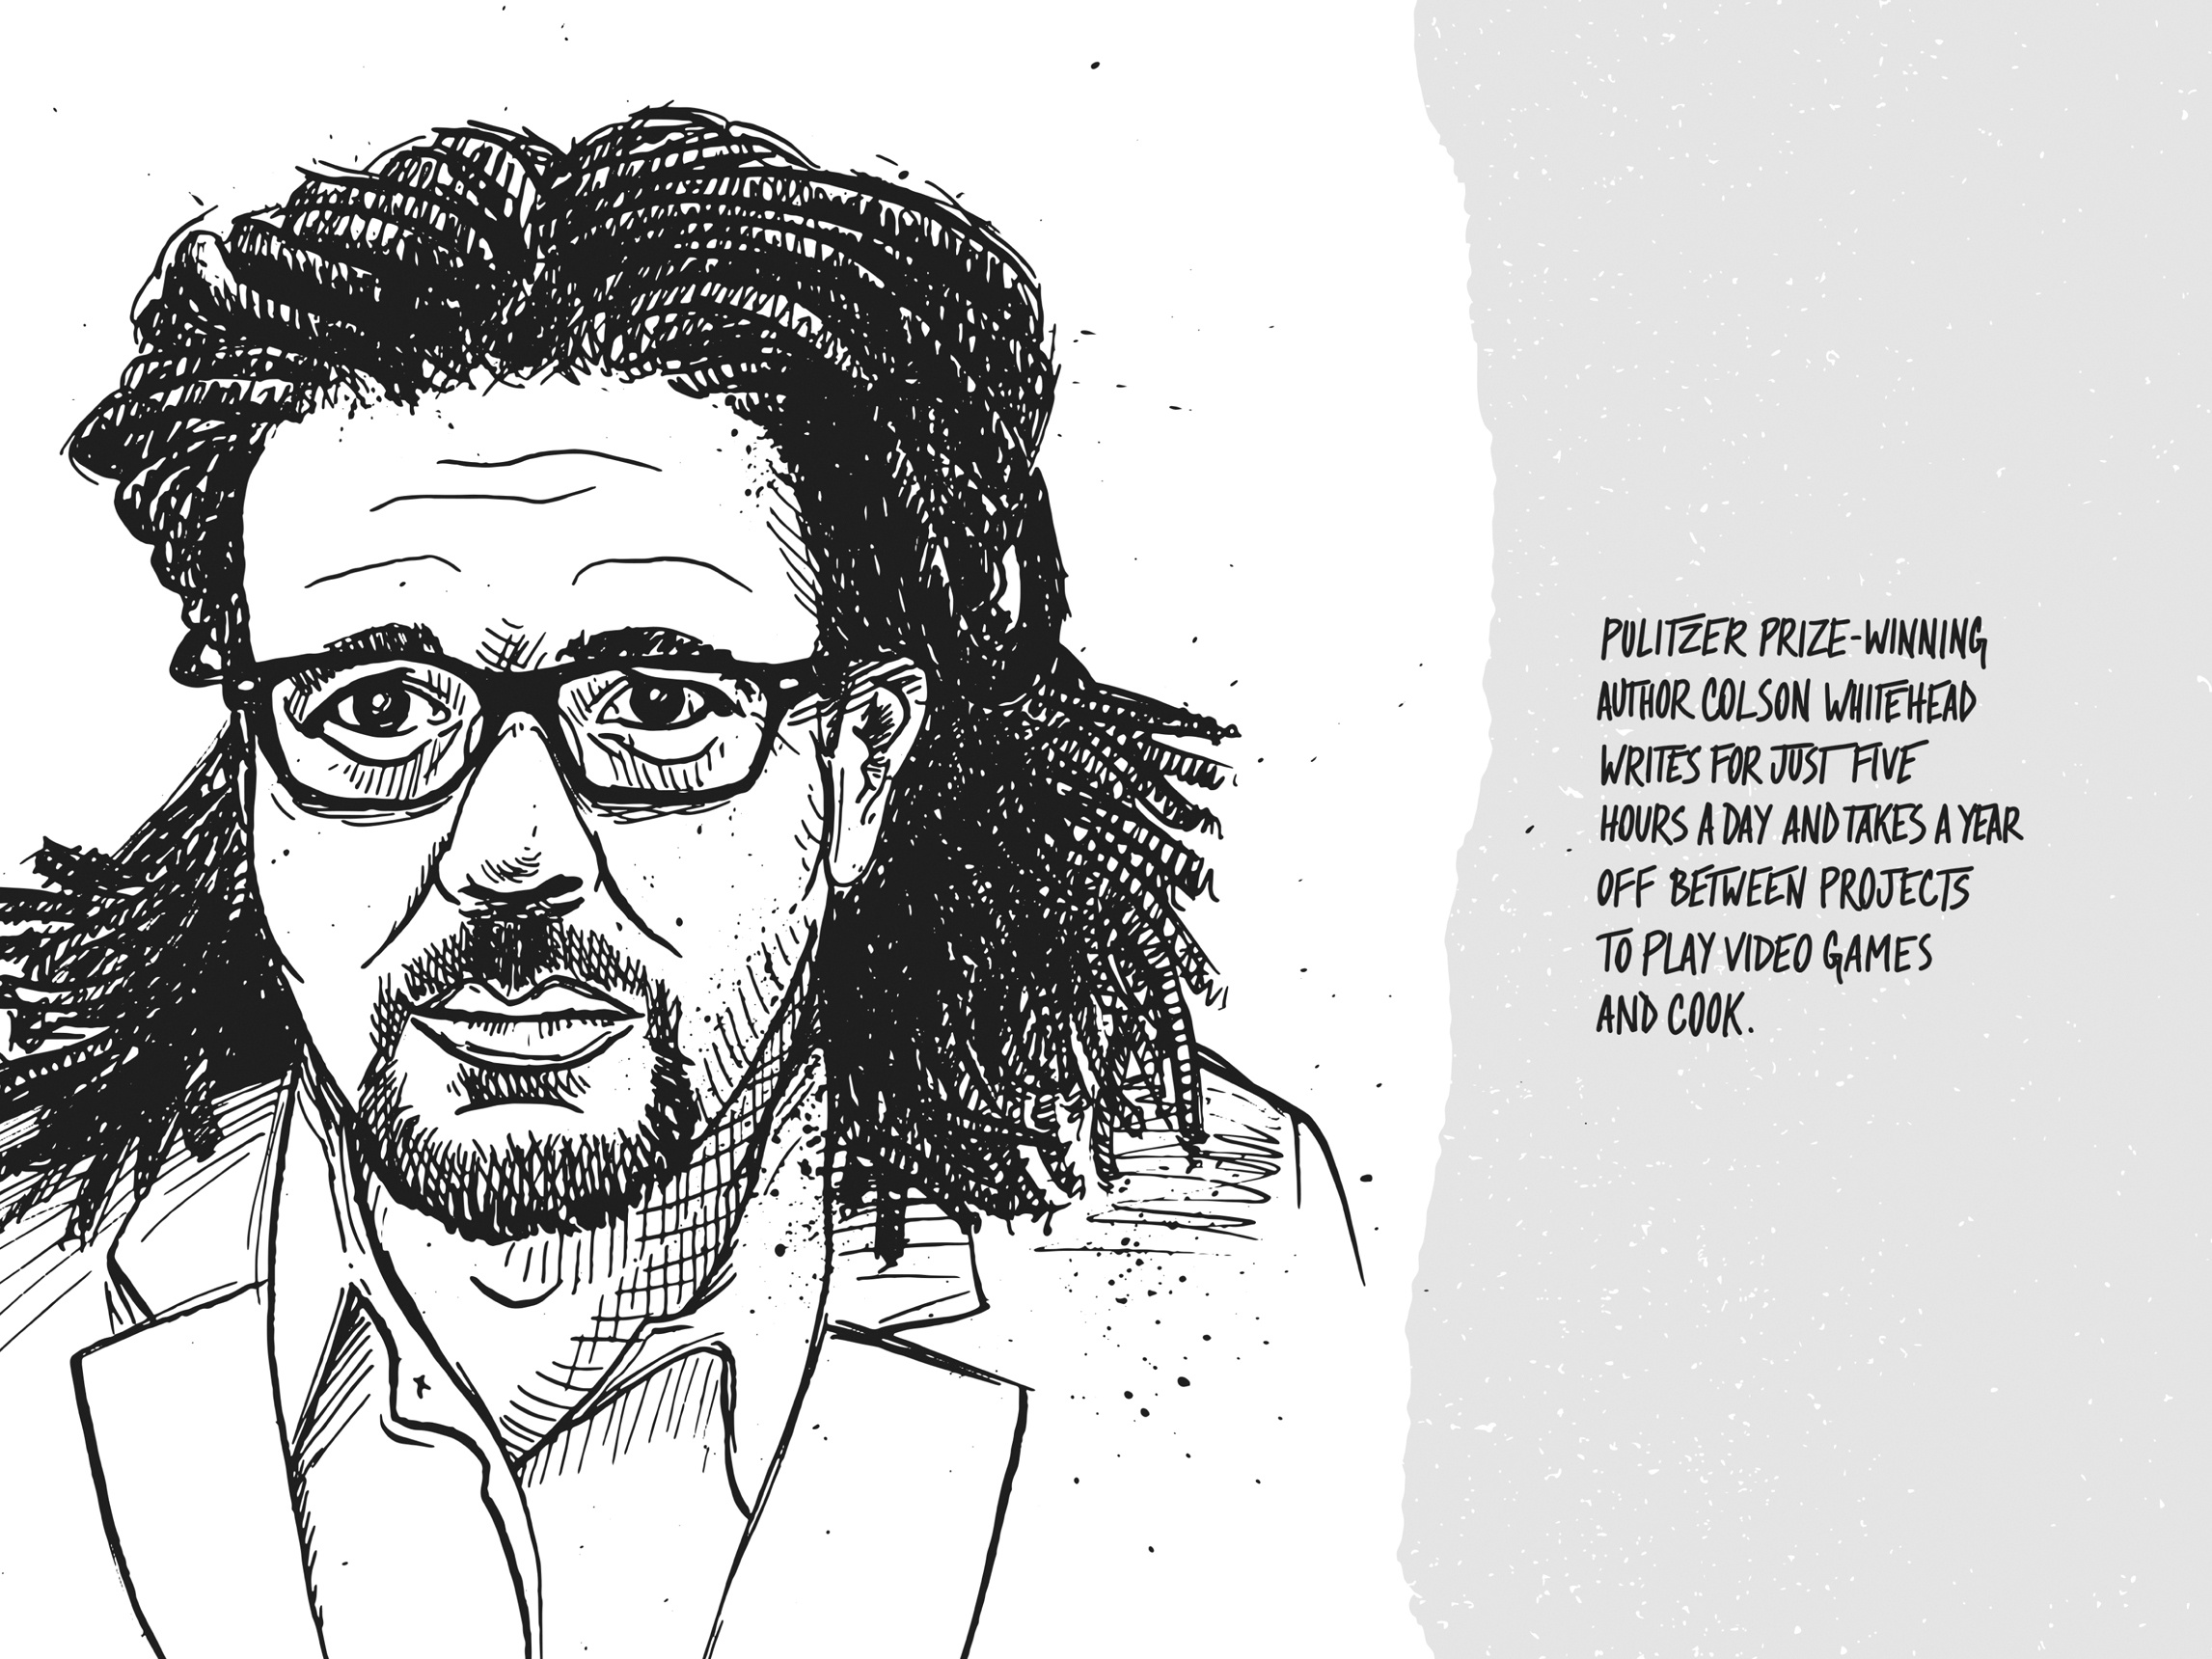 PULITZER PRIZE-WINNING
AUTHOR COLSON WHITEHEAD
WRITES FOR JUST FIVE
HOURS A DAY AND TAKES A YEAR
OFF BETWEEN PROJECTS
TO PLAY VIDEO GAMES
AND COOK.